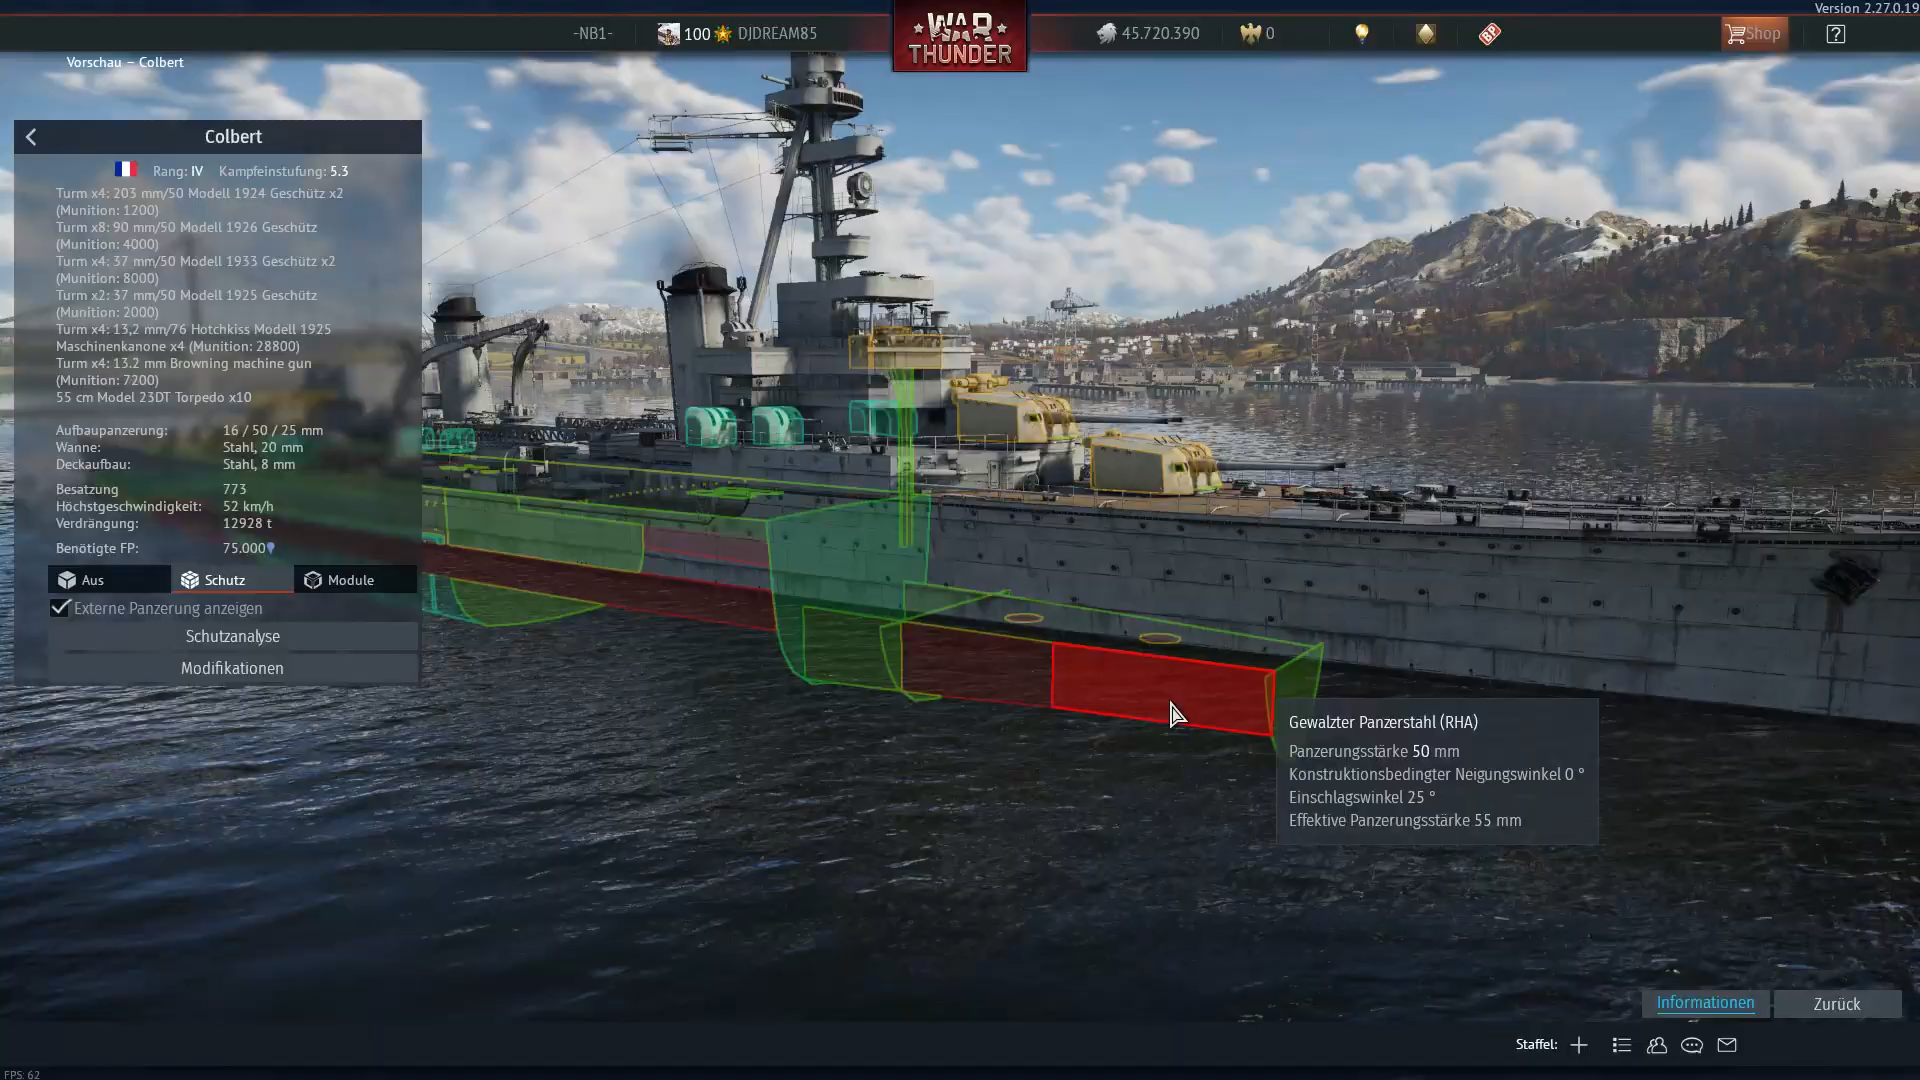 Version 2.27.0.19
-NB1-
100 DJDREAM85
WAR THUNDER
45.720.390
0
BP
Shop
?
Vorschau – Colbert
Colbert
Rang: IV Kampfeinstufung: 5.3
Turm x4: 203 mm/50 Modell 1924 Geschütz x2
(Munition: 1200)
Turm x8: 90 mm/50 Modell 1926 Geschütz
(Munition: 4000)
Turm x4: 37 mm/50 Modell 1933 Geschütz x2
(Munition: 8000)
Turm x2: 37 mm/50 Modell 1925 Geschütz
(Munition: 2000)
Turm x4: 13,2 mm/76 Hotchkiss Modell 1925
Maschinenkanone x4 (Munition: 28800)
Turm x4: 13.2 mm Browning machine gun
(Munition: 7200)
55 cm Model 23DT Torpedo x10
Aufbaupanzerung: 16 / 50 / 25 mm
Wanne: Stahl, 20 mm
Deckaufbau: Stahl, 8 mm
Besatzung 773
Höchstgeschwindigkeit: 52 km/h
Verdrängung: 12928 t
Benötigte FP: 75.000
Aus Schutz Module
Externe Panzerung anzeigen
Schutzanalyse
Modifikationen
Gewalzter Panzerstahl (RHA)
Panzerungsstärke 50 mm
Konstruktionsbedingter Neigungswinkel 0 °
Einschlagswinkel 25 °
Effektive Panzerungsstärke 55 mm
Informationen Zurück
Staffel:
FPS: 62